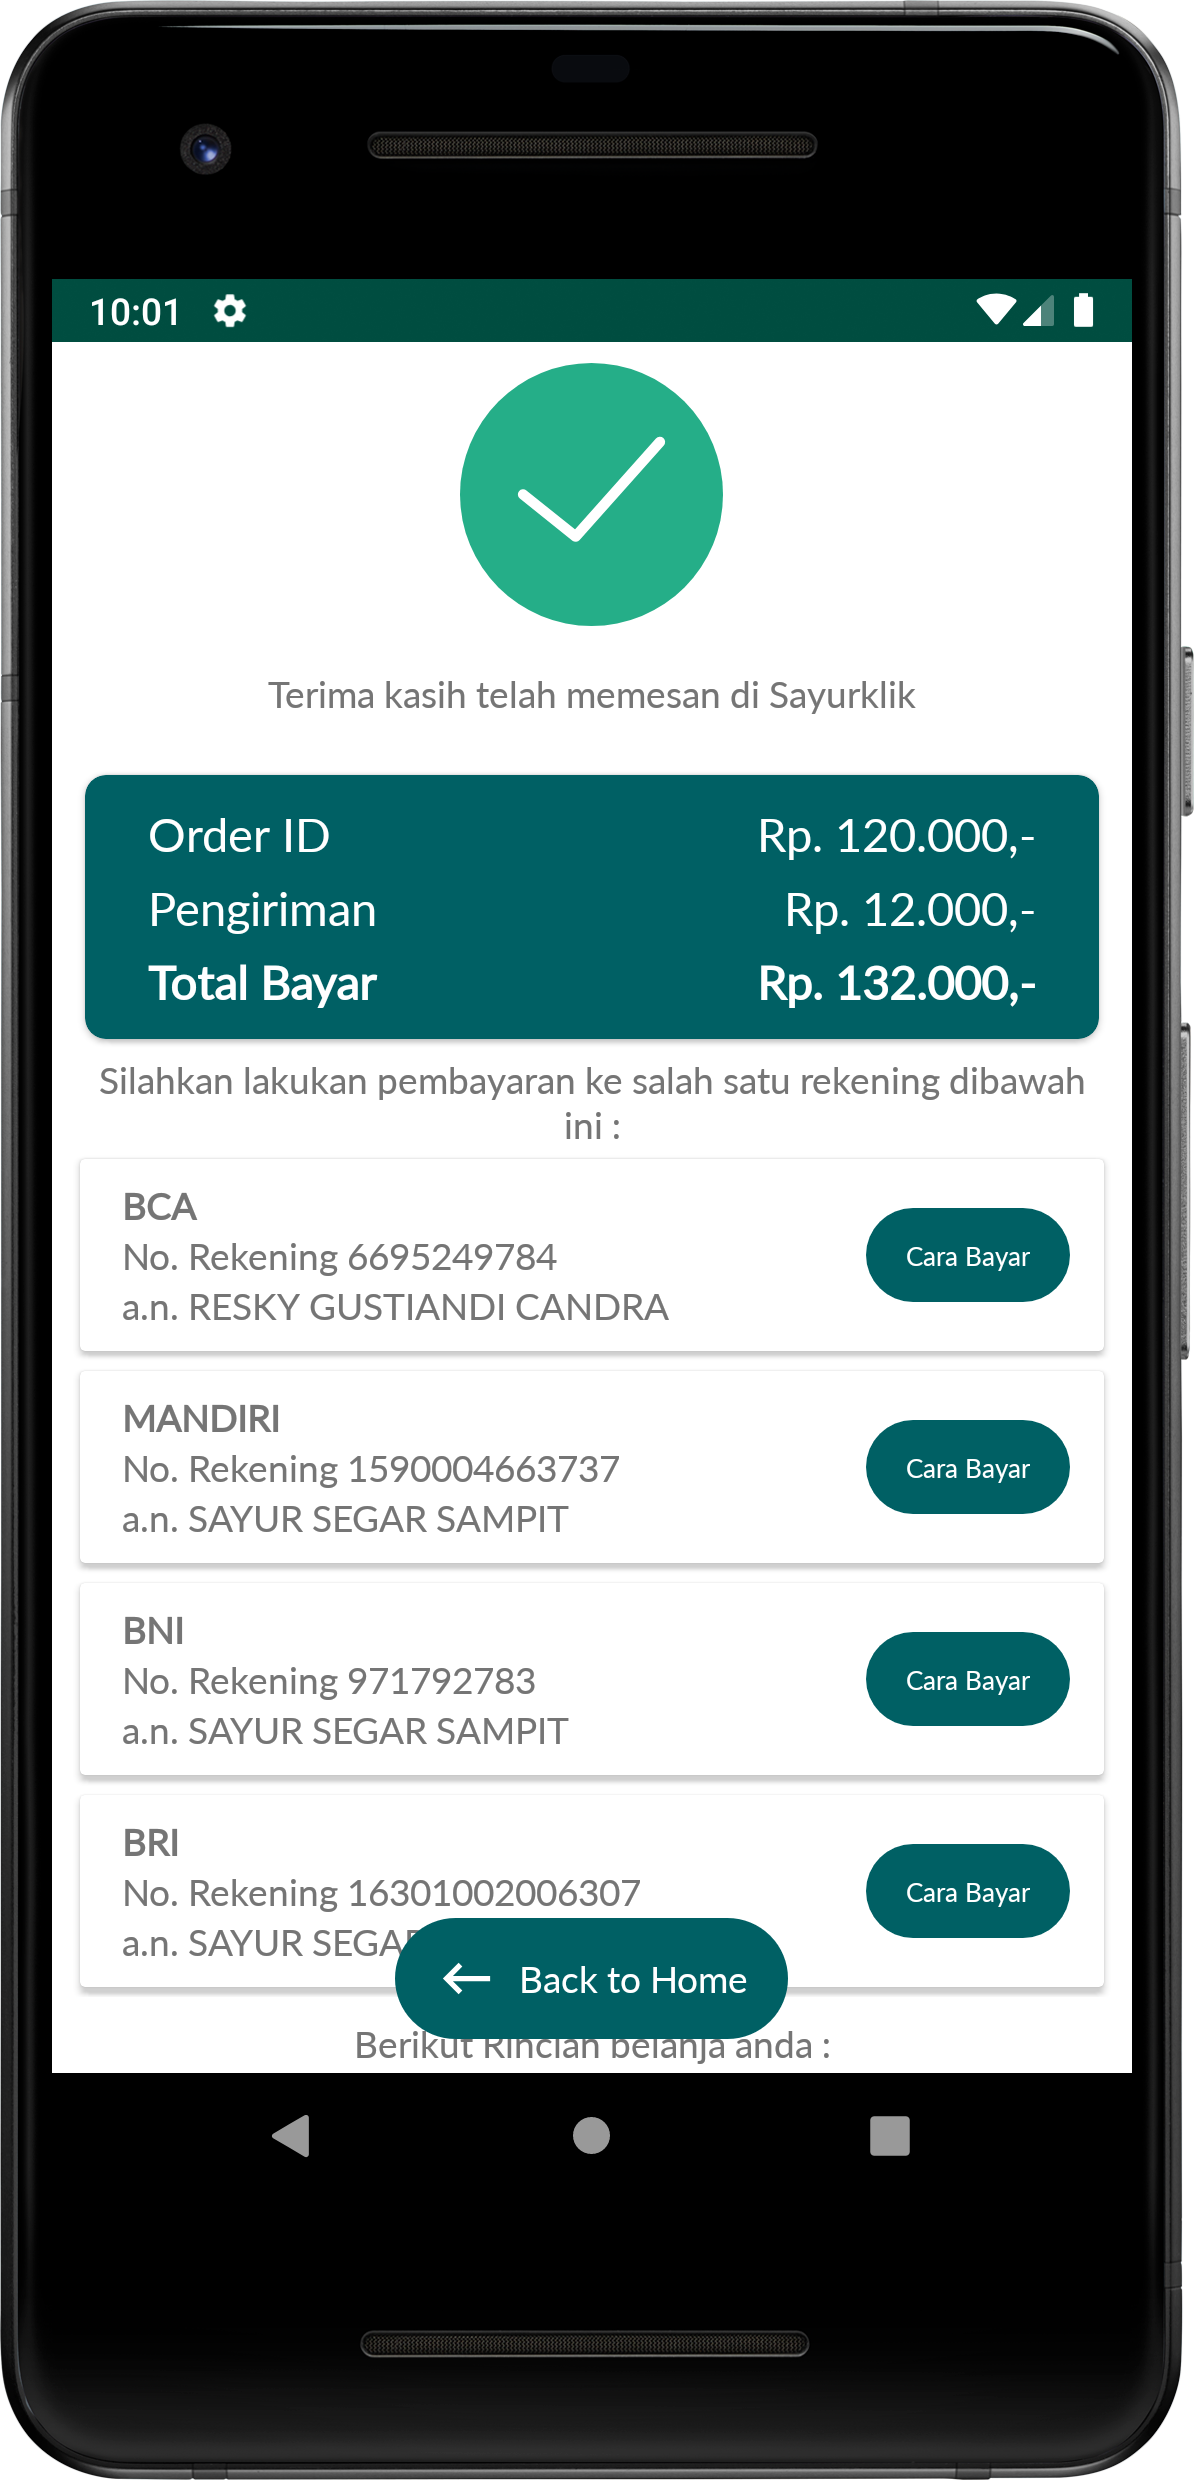 10:01
Terima kasih telah memesan di Sayurklik
Order ID Rp. 120.000,-
Pengiriman Rp. 12.000,-
Total Bayar Rp. 132.000,-
Silahkan lakukan pembayaran ke salah satu rekening dibawah
ini :
BCA
No. Rekening 6695249784
a.n. RESKY GUSTIANDI CANDRA
Cara Bayar
MANDIRI
No. Rekening 1590004663737
a.n. SAYUR SEGAR SAMPIT
Cara Bayar
BNI
No. Rekening 971792783
a.n. SAYUR SEGAR SAMPIT
Cara Bayar
BRI
No. Rekening 16301002006307
a.n. SAYUR
Cara Bayar
Back to Home
Berikut Rincian belanja anda :